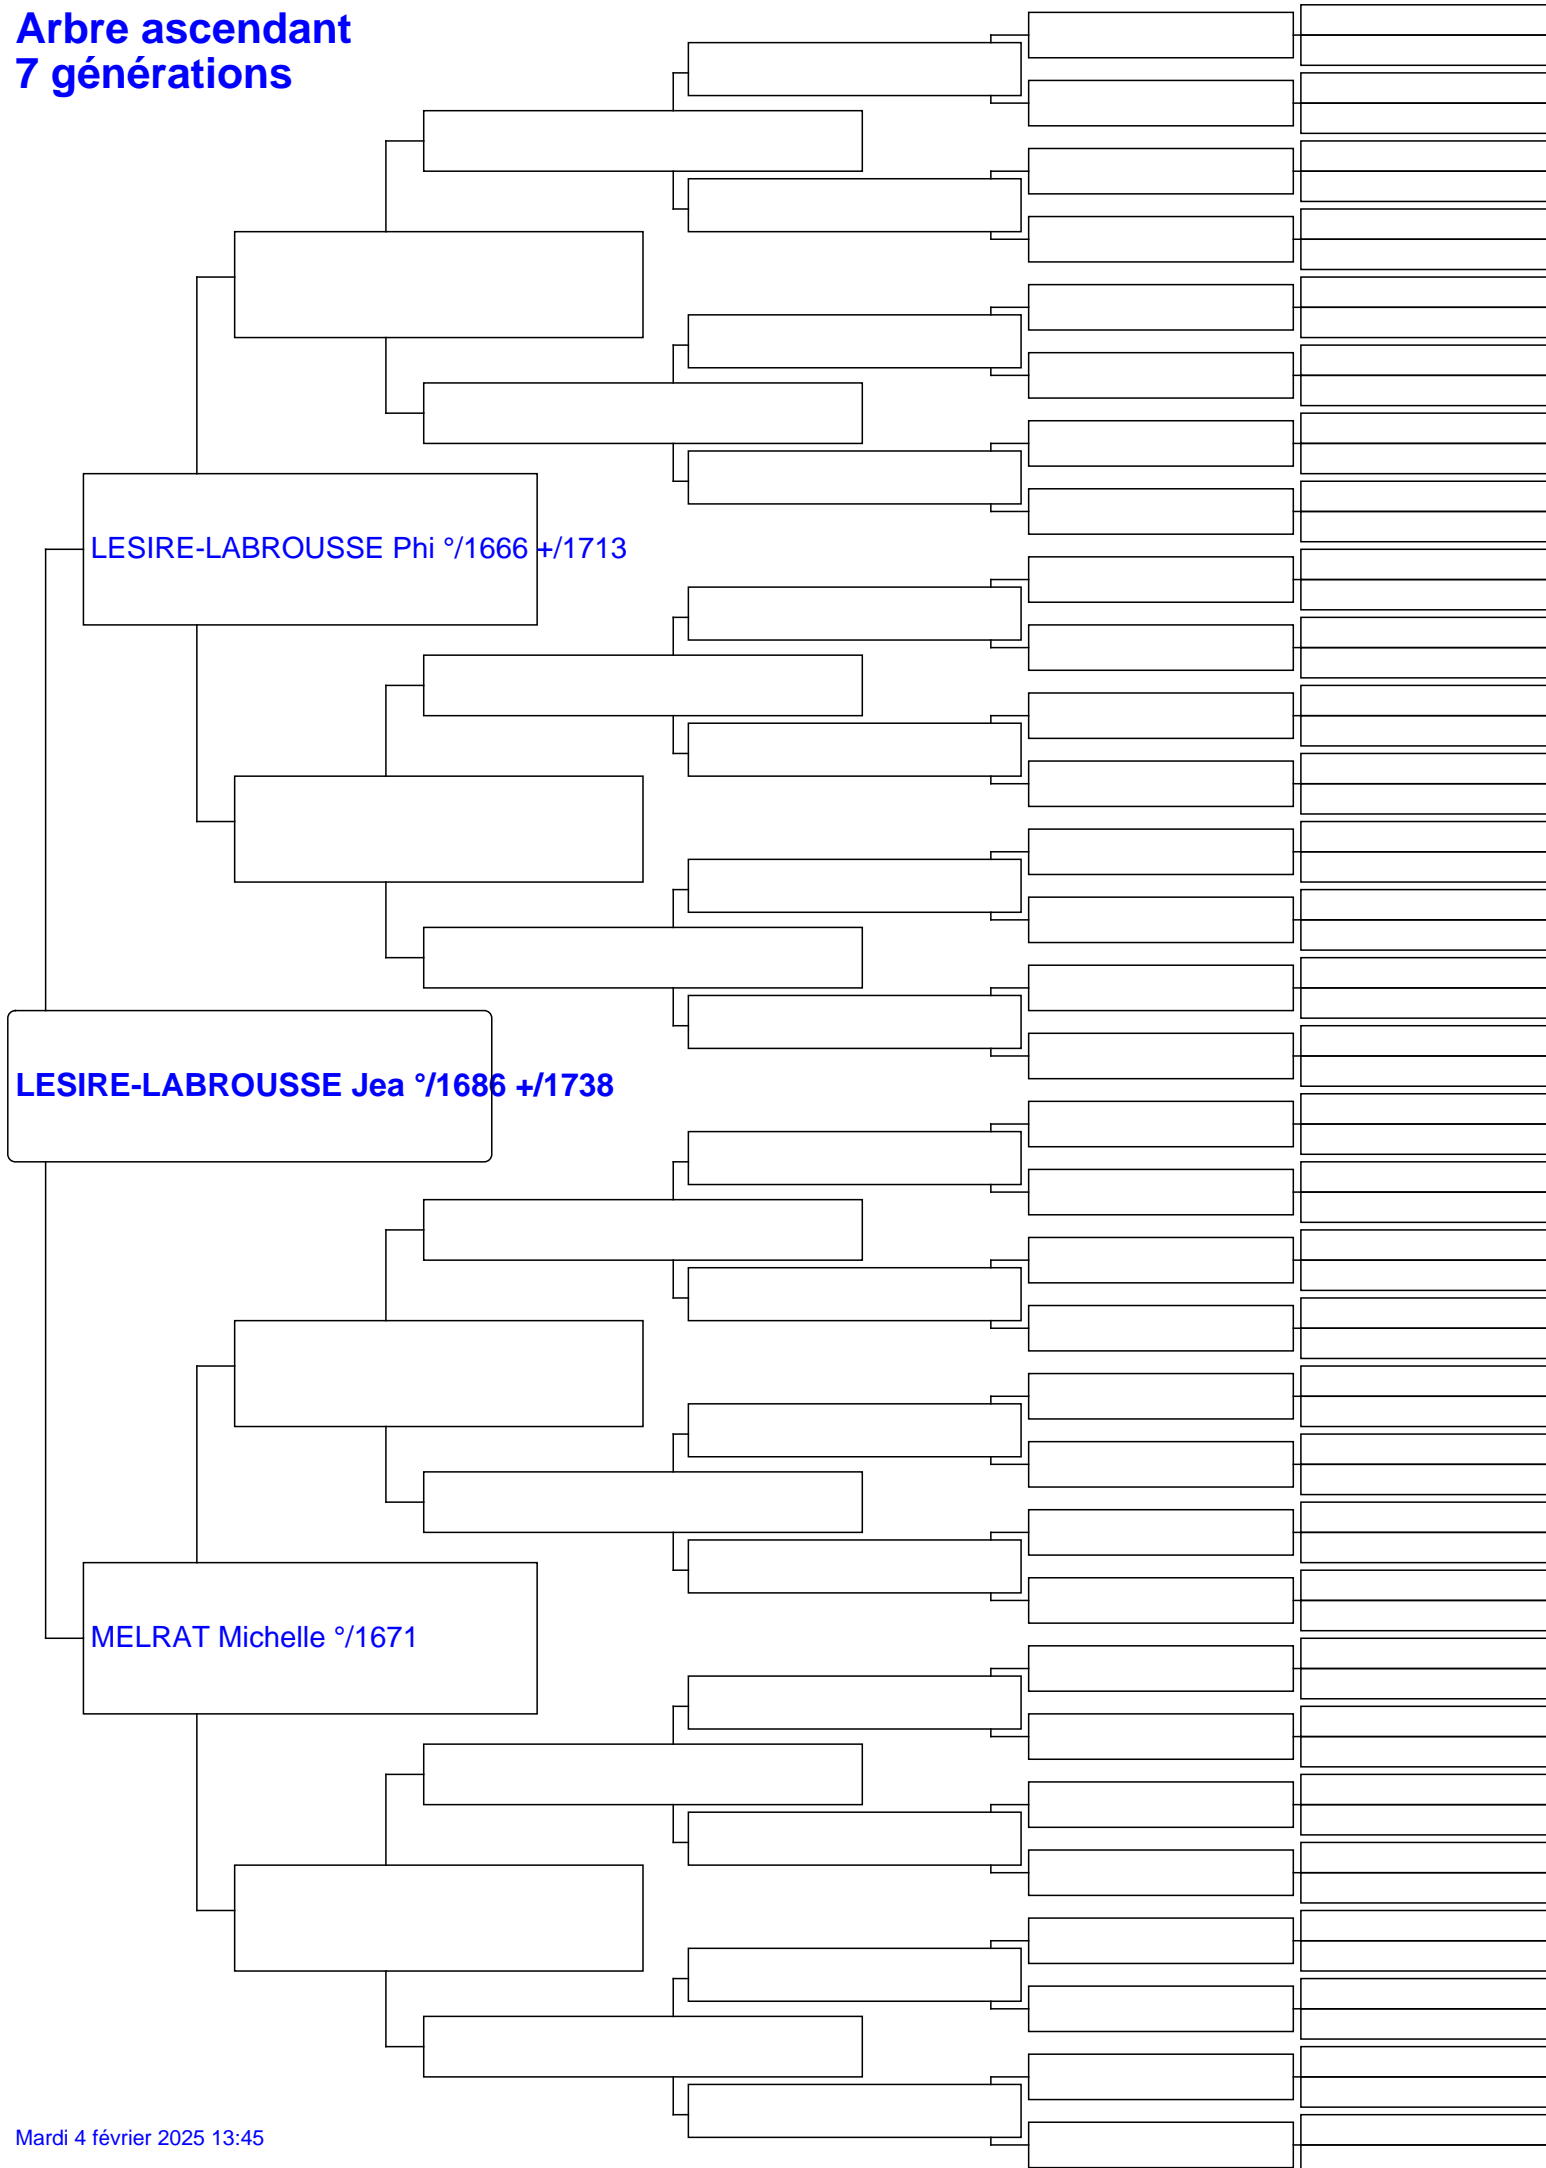 Arbre ascendant
7 générations
LESIRE-LABROUSSE Phi °/1666 +/1713
LESIRE-LABROUSSE Jea °/1686 +/1738
MELRAT Michelle °/1671
Mardi 4 février 2025 13:45